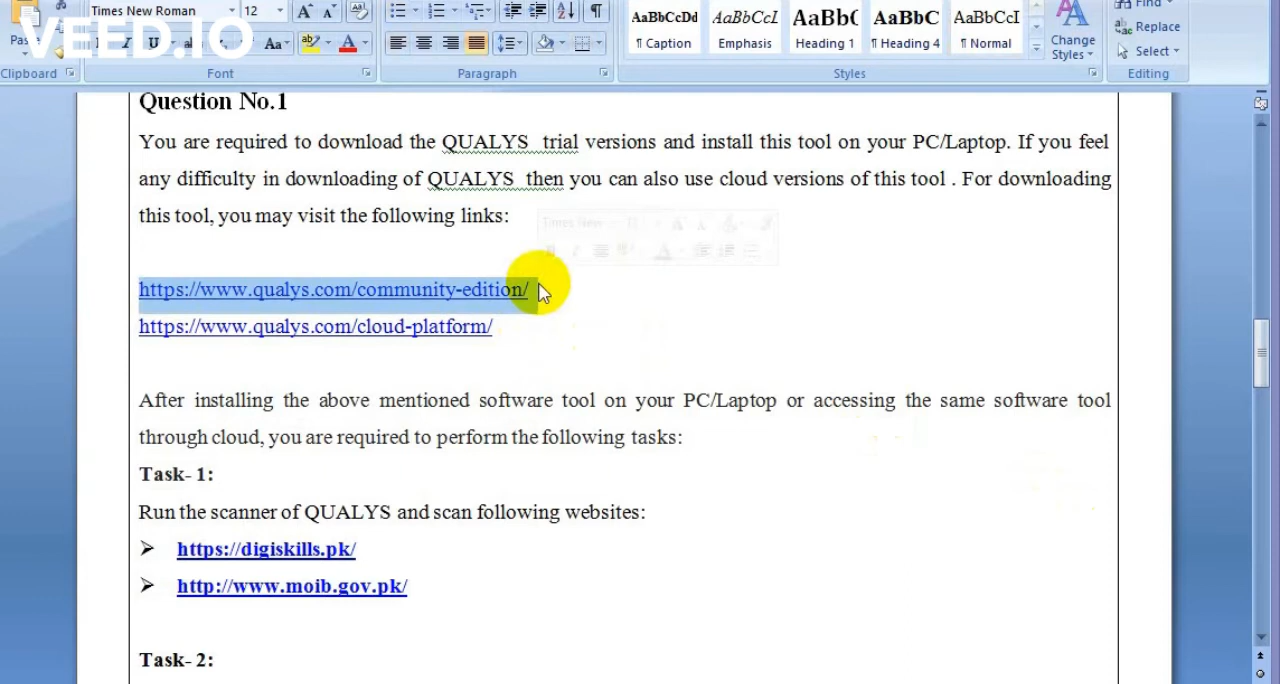 Times New Roman 12 Aa
VEED.IO
Clipboard Font Paragraph Styles Editing
AaBbCcDd AaBbCcI AaBb( AaBbC AaBbCcI
¶ Caption Emphasis Heading 1 ¶ Heading 4 ¶ Normal
Change Styles
Find
Replace
Select
Question No.1
You are required to download the QUALYS trial versions and install this tool on your PC/Laptop. If you feel
any difficulty in downloading of QUALYS then you can also use cloud versions of this tool . For downloading
this tool, you may visit the following links:
https://www.qualys.com/community-edition/
https://www.qualys.com/cloud-platform/
After installing the above mentioned software tool on your PC/Laptop or accessing the same software tool
through cloud, you are required to perform the following tasks:
Task- 1:
Run the scanner of QUALYS and scan following websites:
➢ https://digiskills.pk/
➢ http://www.moib.gov.pk/
Task- 2: